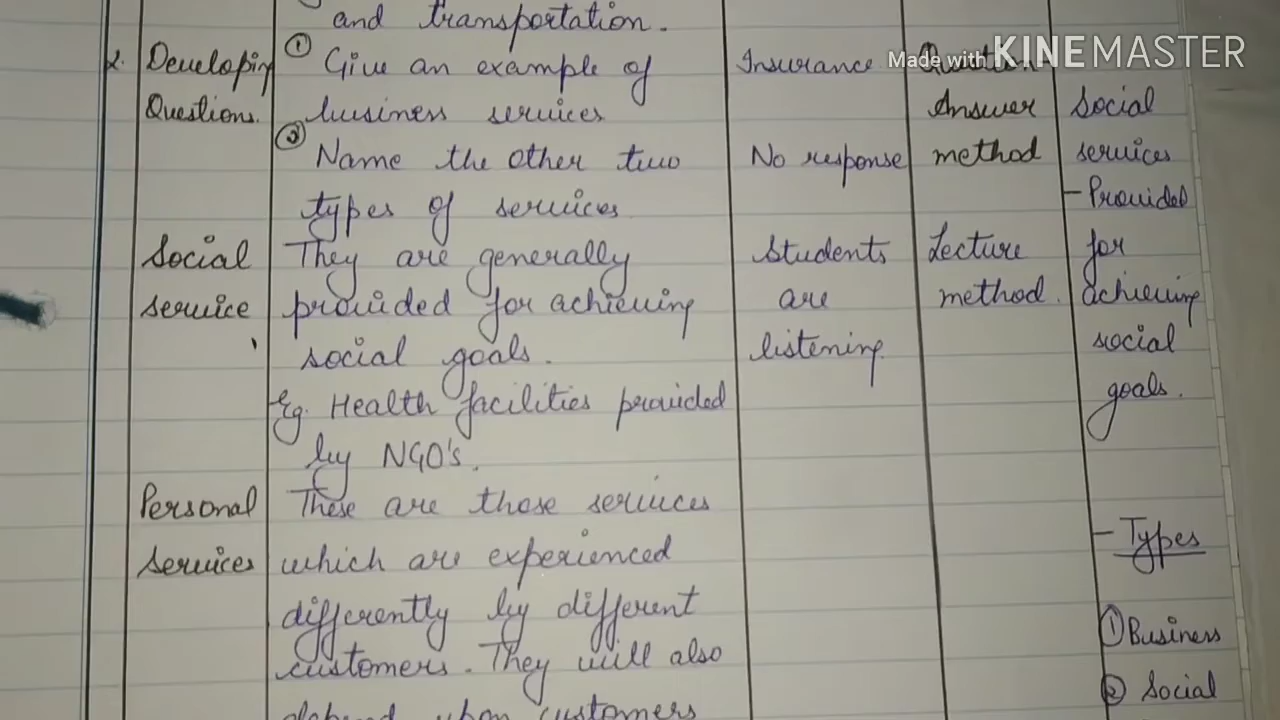 and transportation.
2. Developing ① Give an example of Insurance Answer Social
Questions. business services
② Name the other two No response method services
types of services - Provided
Social They are generally Students Lecture for
service provided for achieving are method. achieving
social goals. listening. social
Eg. Health facilities provided goals.
by NGO's.
Personal These are those services
services which are experienced - Types
differently by different ① Business
customers. They will also ② Social
depend upon customers
Made with KINEMASTER